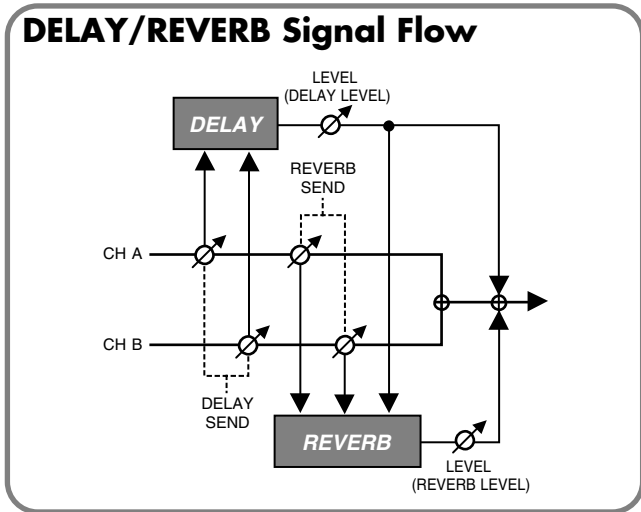 DELAY/REVERB Signal Flow
LEVEL
(DELAY LEVEL)
DELAY
REVERB
SEND
CH A
CH B
DELAY
SEND
REVERB
LEVEL
(REVERB LEVEL)